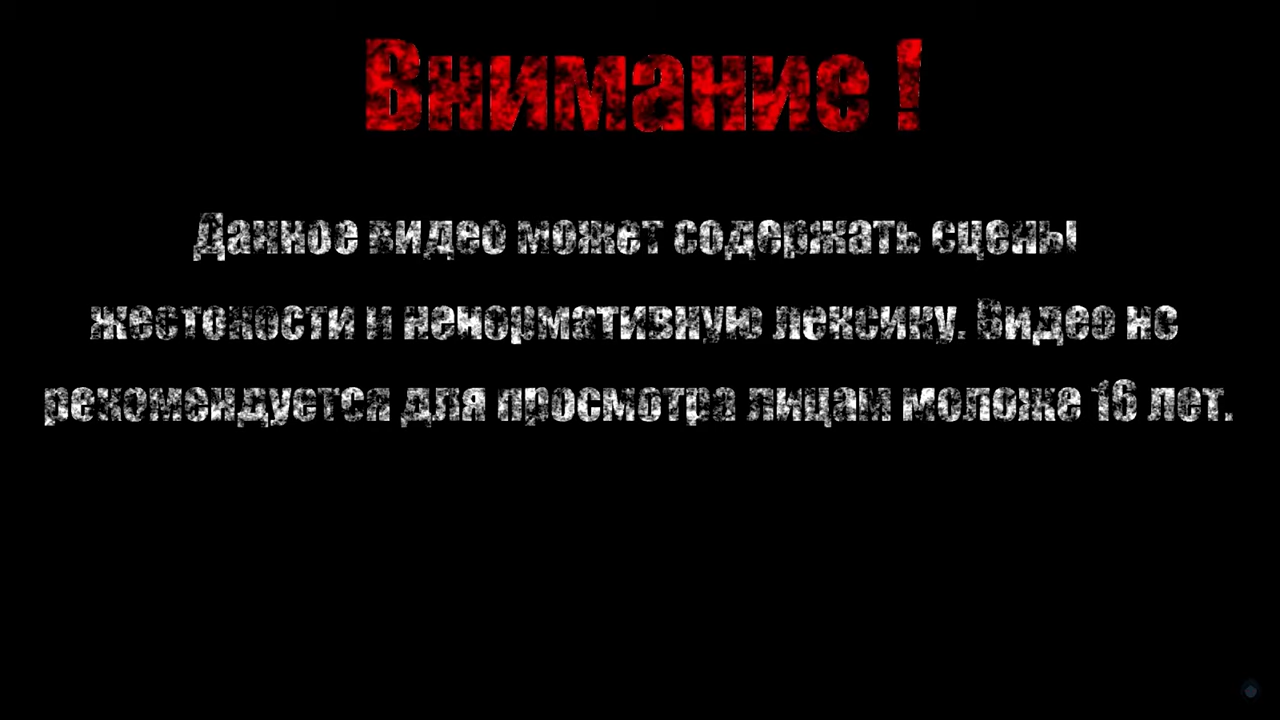 Внимание !
Данное видео может содержать сцены
жестокости и ненормативную лексику. Видео не
рекомендуется для просмотра лицам моложе 16 лет.